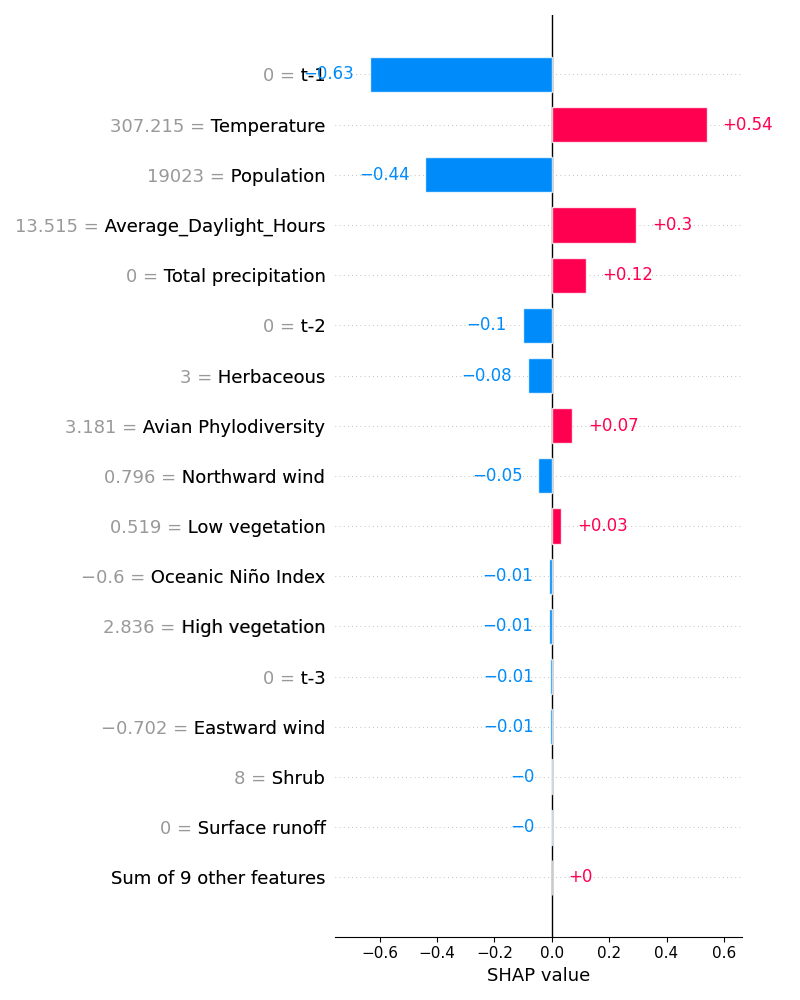 0 = t-1 −0.63
307.215 = Temperature +0.54
19023 = Population −0.44
13.515 = Average_Daylight_Hours +0.3
0 = Total precipitation +0.12
0 = t-2 −0.1
3 = Herbaceous −0.08
3.181 = Avian Phylodiversity +0.07
0.796 = Northward wind −0.05
0.519 = Low vegetation +0.03
−0.6 = Oceanic Niño Index −0.01
2.836 = High vegetation −0.01
0 = t-3 −0.01
−0.702 = Eastward wind −0.01
8 = Shrub −0
0 = Surface runoff −0
Sum of 9 other features +0
−0.6 −0.4 −0.2 0.0 0.2 0.4 0.6
SHAP value